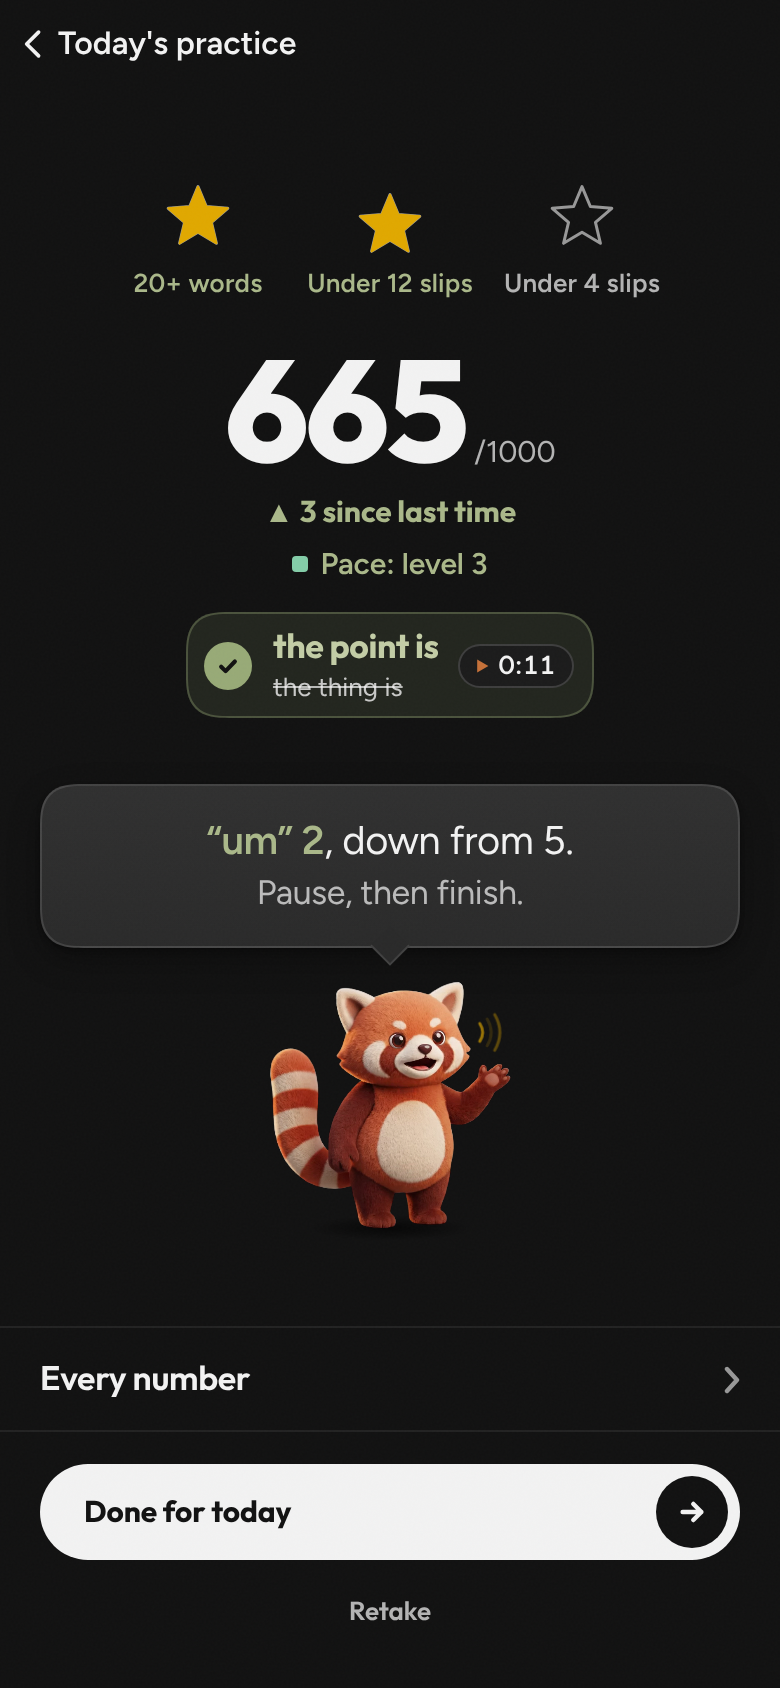 Today's practice
20+ words
Under 12 slips
Under 4 slips
665 /1000
▲ 3 since last time
Pace: level 3
the point is
the thing is
0:11
“um” 2, down from 5.
Pause, then finish.
Every number
Done for today
Retake